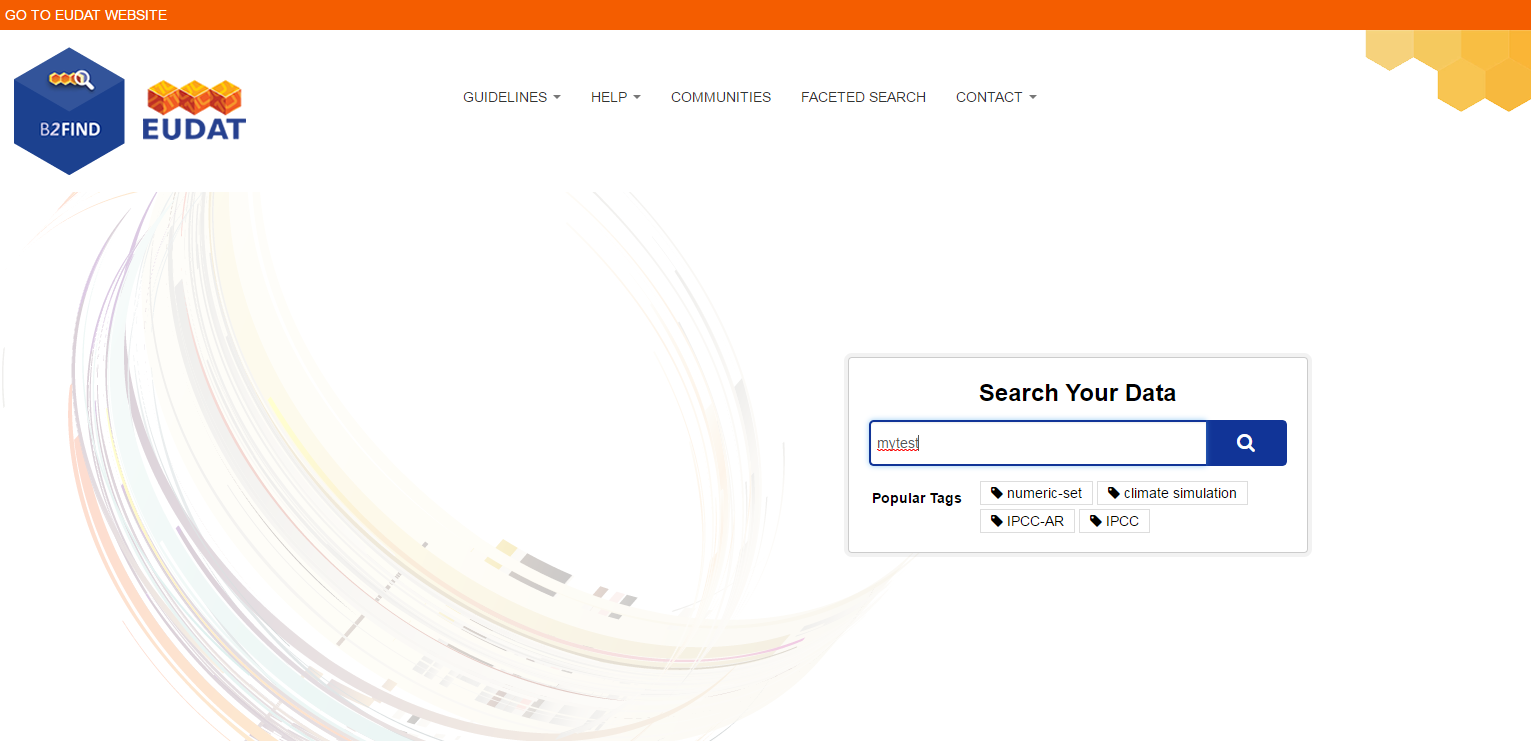 GO TO EUDAT WEBSITE
B2FIND
EUDAT
GUIDELINES HELP COMMUNITIES FACETED SEARCH CONTACT
Search Your Data
mytest
Popular Tags numeric-set climate simulation
IPCC-AR IPCC